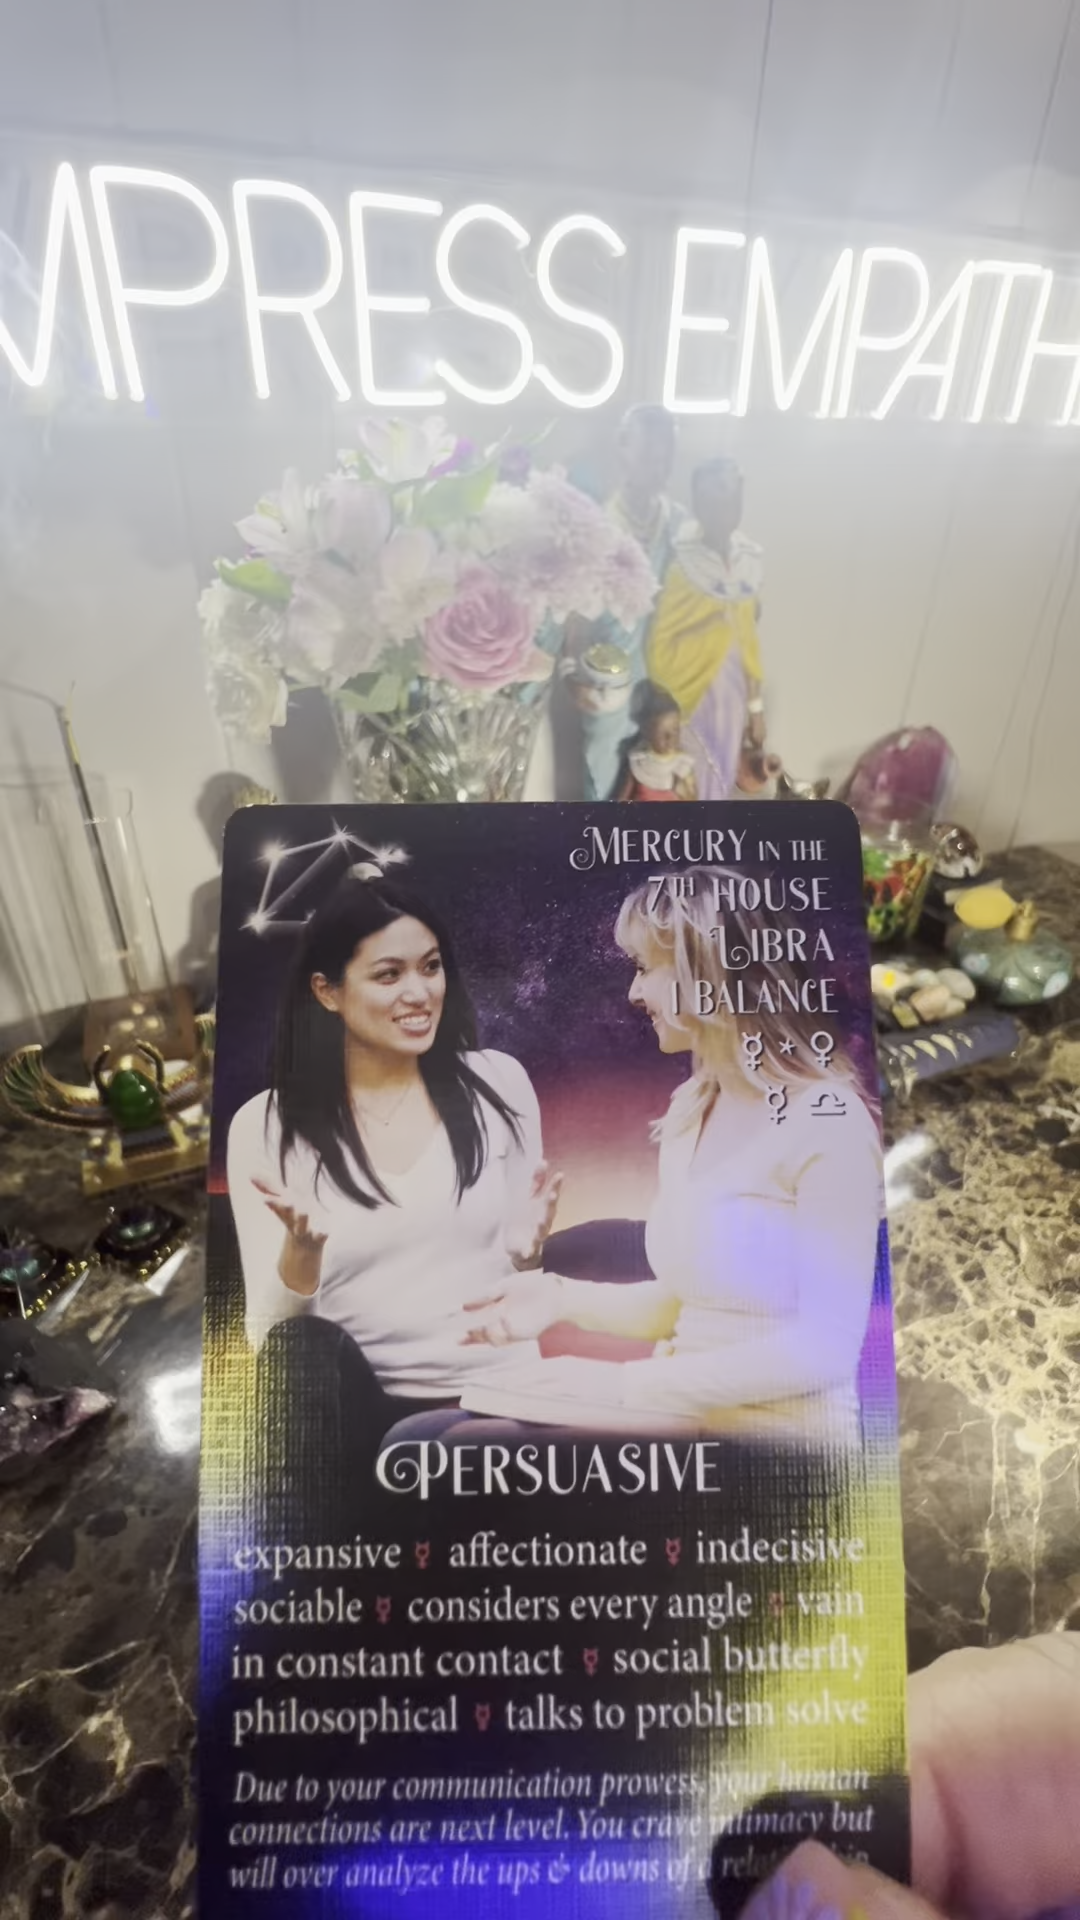 MPRESS EMPATH
MERCURY IN THE
7TH HOUSE
LIBRA
I BALANCE
☿ * ♀
☿ ♎
PERSUASIVE
expansive ☿ affectionate ☿ indecisive
sociable ☿ considers every angle ☿ vain
in constant contact ☿ social butterfly
philosophical ☿ talks to problem solve
Due to your communication prowess, your human
connections are next level. You crave intimacy but
will over analyze the ups & downs of a